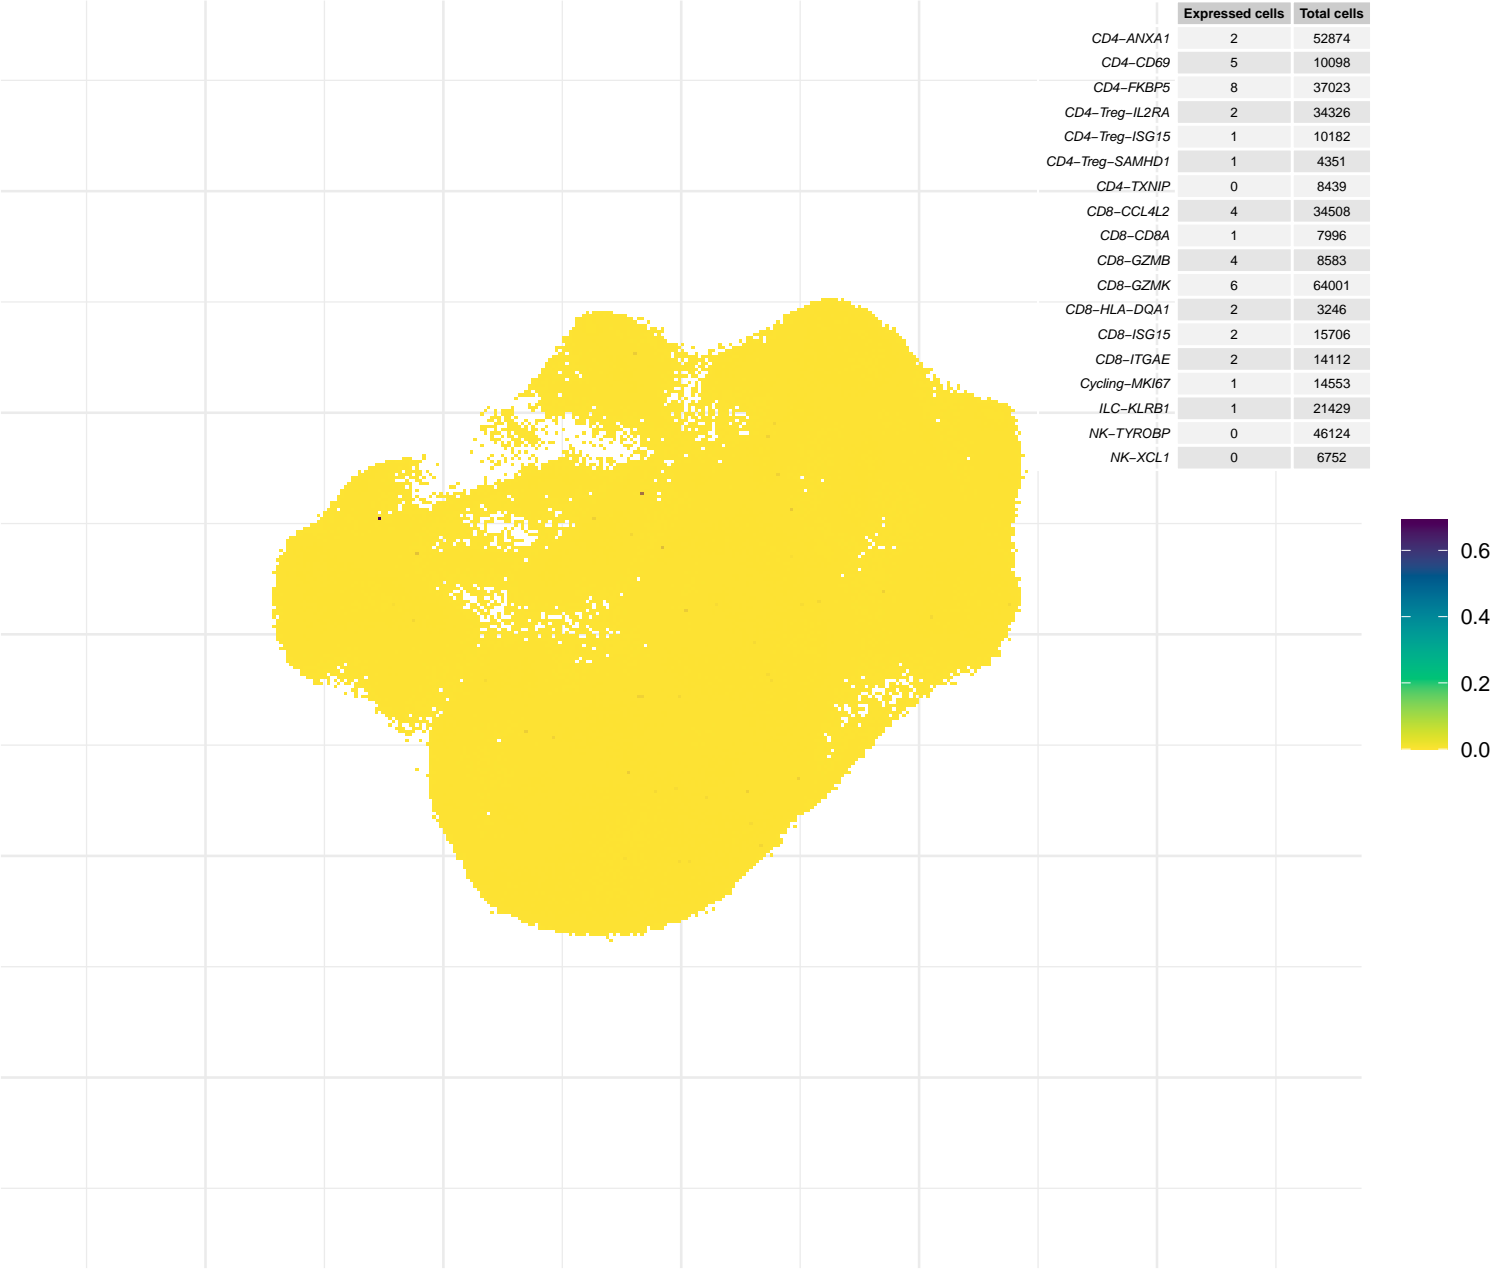 Expressed cells Total cells
CD4−ANXA1 2 52874
CD4−CD69 5 10098
CD4−FKBP5 8 37023
CD4−Treg−IL2RA 2 34326
CD4−Treg−ISG15 1 10182
CD4−Treg−SAMHD1 1 4351
CD4−TXNIP 0 8439
CD8−CCL4L2 4 34508
CD8−CD8A 1 7996
CD8−GZMB 4 8583
CD8−GZMK 6 64001
CD8−HLA−DQA1 2 3246
CD8−ISG15 2 15706
CD8−ITGAE 2 14112
Cycling−MKI67 1 14553
ILC−KLRB1 1 21429
NK−TYROBP 0 46124
NK−XCL1 0 6752
0.6
0.4
0.2
0.0